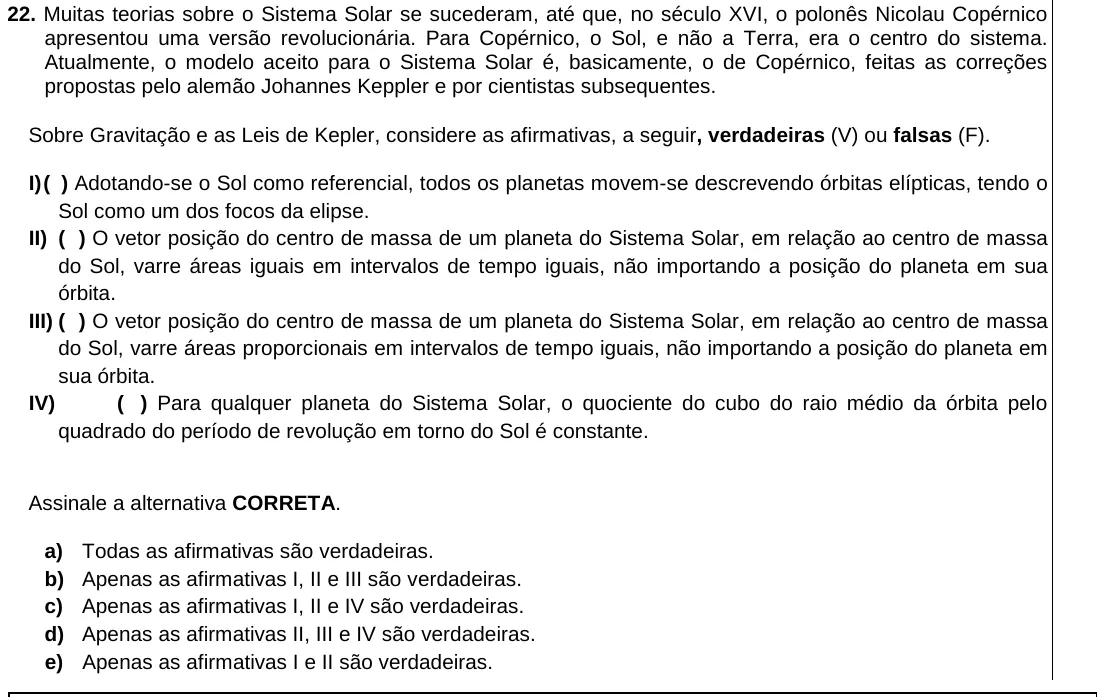 22. Muitas teorias sobre o Sistema Solar se sucederam, até que, no século XVI, o polonês Nicolau Copérnico
apresentou uma versão revolucionária. Para Copérnico, o Sol, e não a Terra, era o centro do sistema.
Atualmente, o modelo aceito para o Sistema Solar é, basicamente, o de Copérnico, feitas as correções
propostas pelo alemão Johannes Keppler e por cientistas subsequentes.
Sobre Gravitação e as Leis de Kepler, considere as afirmativas, a seguir, verdadeiras (V) ou falsas (F).
I)( ) Adotando-se o Sol como referencial, todos os planetas movem-se descrevendo órbitas elípticas, tendo o
Sol como um dos focos da elipse.
II) ( ) O vetor posição do centro de massa de um planeta do Sistema Solar, em relação ao centro de massa
do Sol, varre áreas iguais em intervalos de tempo iguais, não importando a posição do planeta em sua
órbita.
III) ( ) O vetor posição do centro de massa de um planeta do Sistema Solar, em relação ao centro de massa
do Sol, varre áreas proporcionais em intervalos de tempo iguais, não importando a posição do planeta em
sua órbita.
IV) ( ) Para qualquer planeta do Sistema Solar, o quociente do cubo do raio médio da órbita pelo
quadrado do período de revolução em torno do Sol é constante.
Assinale a alternativa CORRETA.
a) Todas as afirmativas são verdadeiras.
b) Apenas as afirmativas I, II e III são verdadeiras.
c) Apenas as afirmativas I, II e IV são verdadeiras.
d) Apenas as afirmativas II, III e IV são verdadeiras.
e) Apenas as afirmativas I e II são verdadeiras.